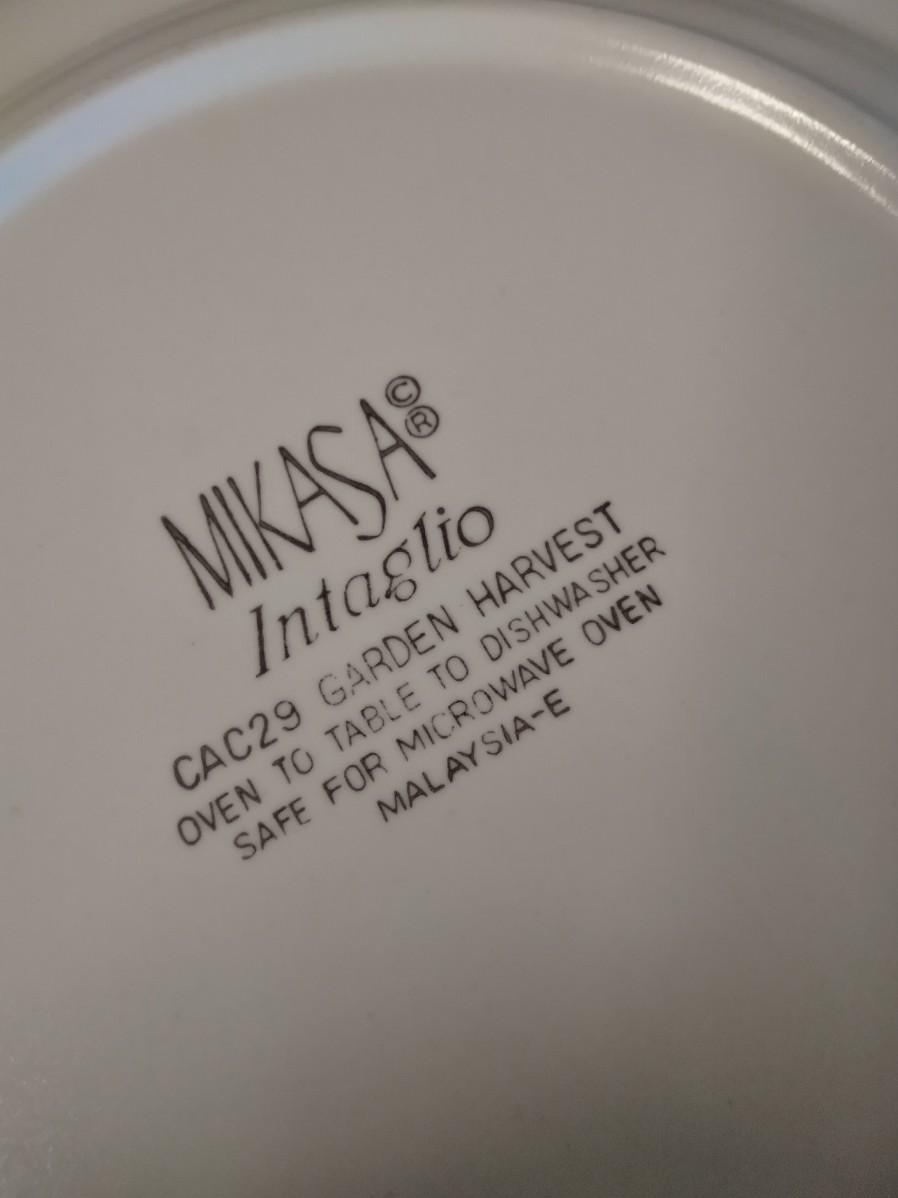 MIKASA © ®
Intaglio
CAC29 GARDEN HARVEST
OVEN TO TABLE TO DISHWASHER
SAFE FOR MICROWAVE OVEN
MALAYSIA-E